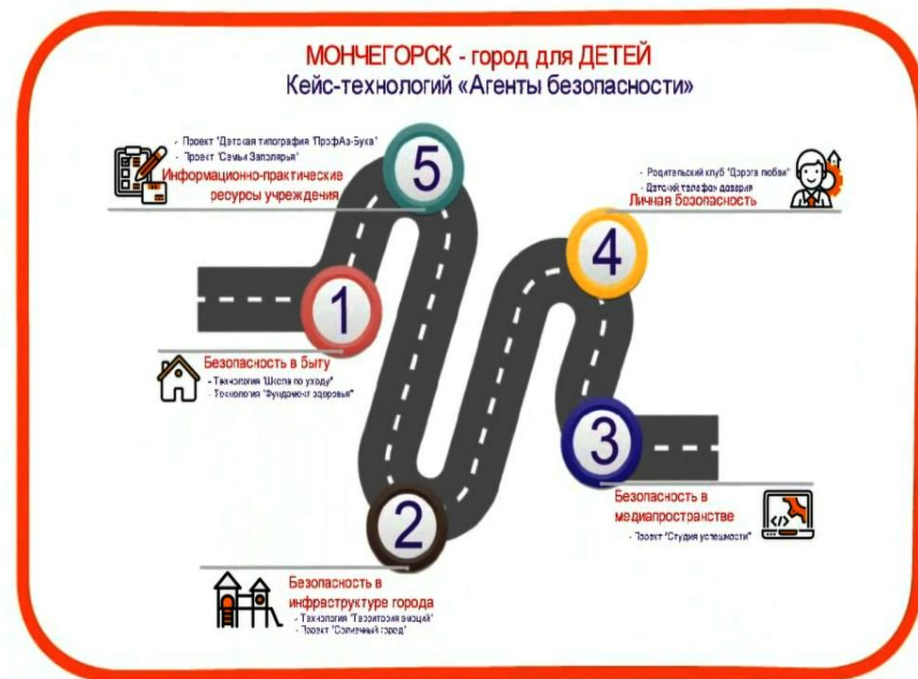 МОНЧЕГОРСК - город для ДЕТЕЙ
Кейс-технологий «Агенты безопасности»
- Проект "Детская типография "ПрофАз-Бука"
- Проект "Семьи Заполярья"
Информационно-практические
ресурсы учреждения
5
- Родительский клуб "Дорога любви"
- Детский телефон доверия
Личная безопасность
4
1
Безопасность в быту
- Технология "Школа по уходу"
- Технология "Фундамент здоровья"
3
Безопасность в
медиапространстве
- Проект "Студия успешности"
</>
2
Безопасность в
инфраструктуре города
- Технология "Территория эмоций"
- Проект "Солнечный город"